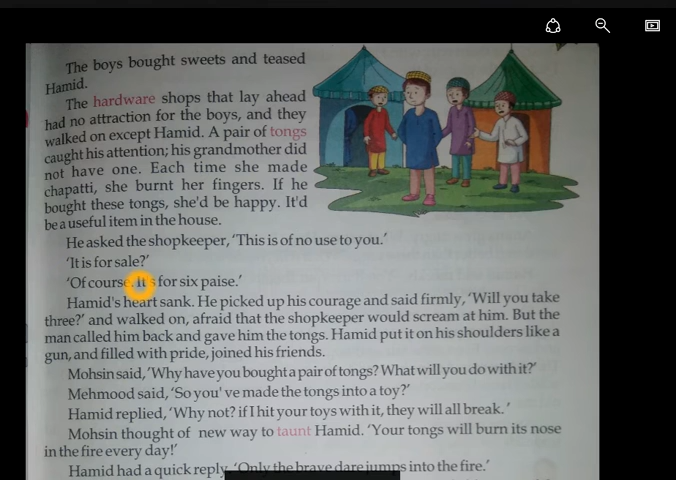 The boys bought sweets and teased
Hamid.
The hardware shops that lay ahead
had no attraction for the boys, and they
walked on except Hamid. A pair of tongs
caught his attention; his grandmother did
not have one. Each time she made
chapatti, she burnt her fingers. If he
bought these tongs, she'd be happy. It'd
be a useful item in the house.
He asked the shopkeeper, 'This is of no use to you.'
'It is for sale?'
'Of course. It's for six paise.'
Hamid's heart sank. He picked up his courage and said firmly, 'Will you take
three?' and walked on, afraid that the shopkeeper would scream at him. But the
man called him back and gave him the tongs. Hamid put it on his shoulders like a
gun, and filled with pride, joined his friends.
Mohsin said, 'Why have you bought a pair of tongs? What will you do with it?'
Mehmood said, 'So you' ve made the tongs into a toy?'
Hamid replied, 'Why not? if I hit your toys with it, they will all break. '
Mohsin thought of new way to taunt Hamid. 'Your tongs will burn its nose
in the fire every day!'
Hamid had a quick reply. 'Only the brave dare jumps into the fire.'